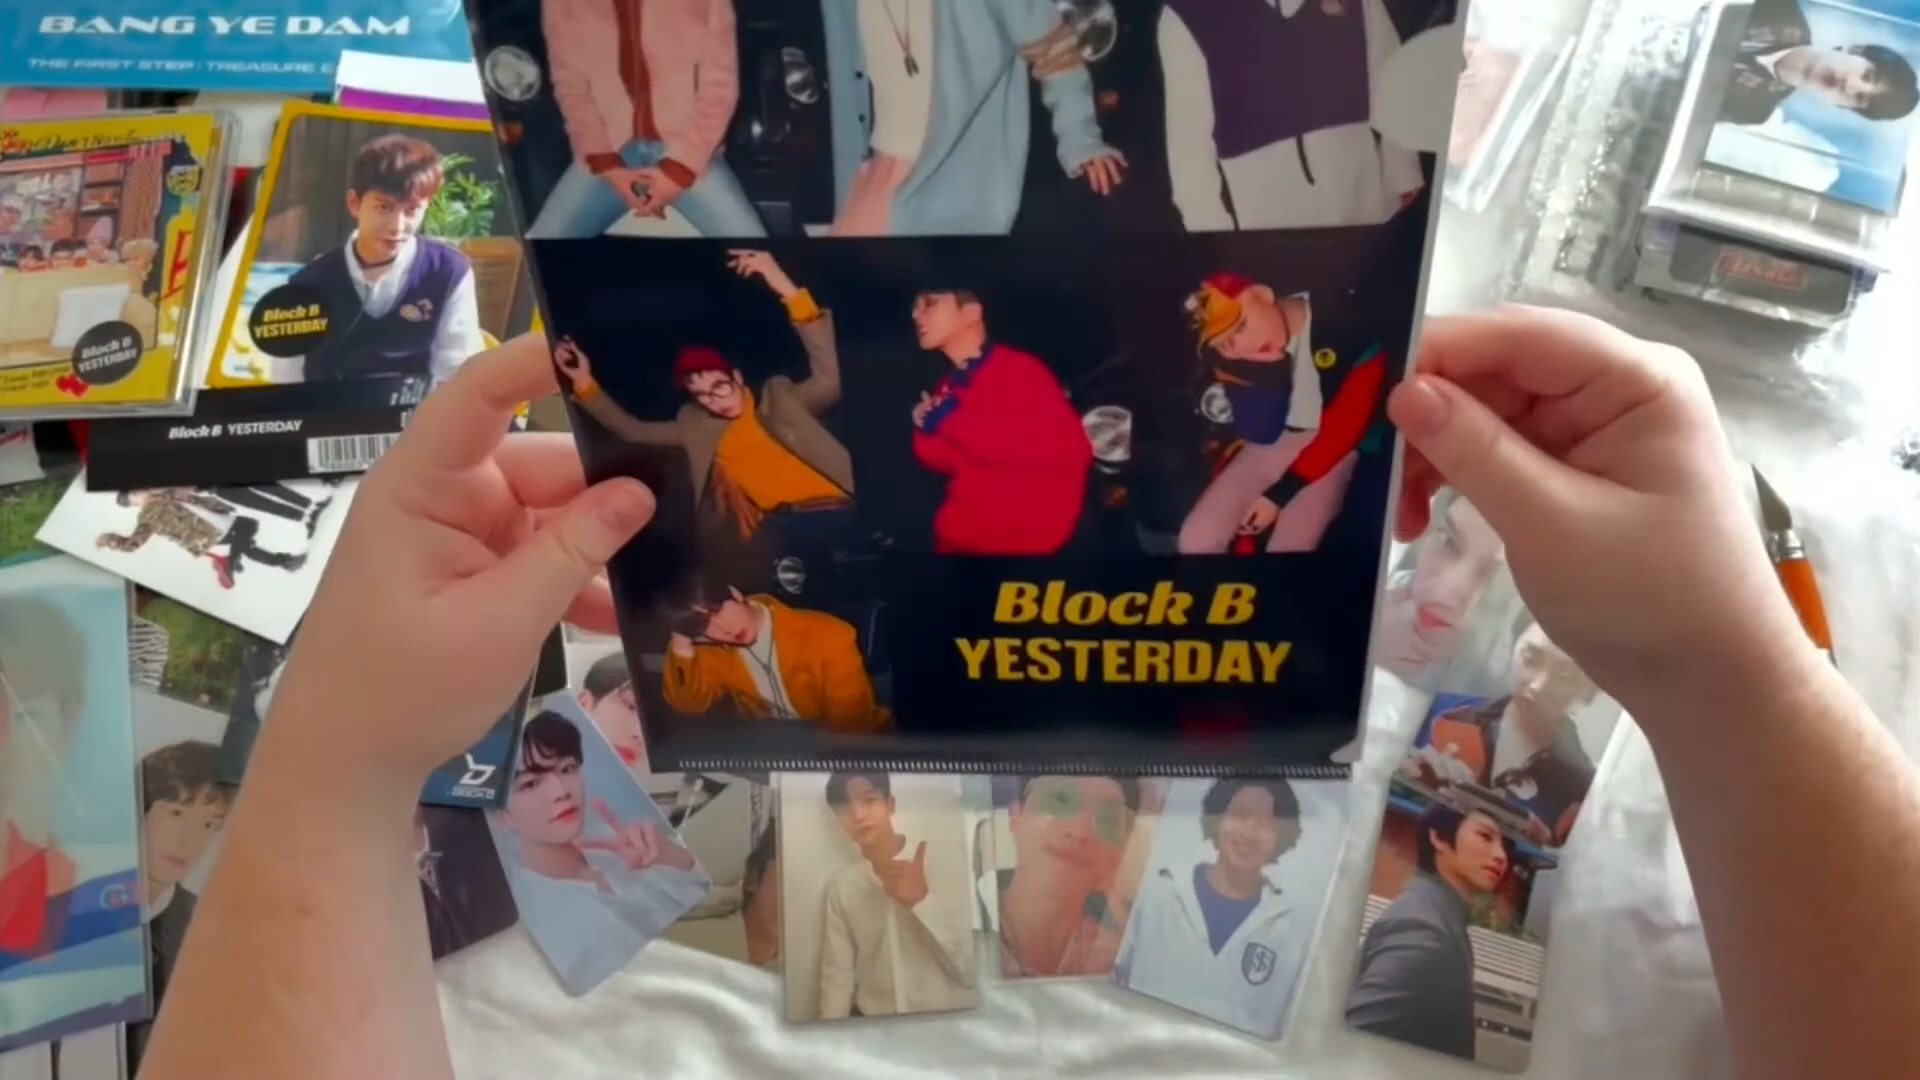 BANG YE DAM
THE FIRST STEP : TREASURE E
Block B
YESTERDAY
Block B
YESTERDAY
Block B YESTERDAY
Block B
YESTERDAY